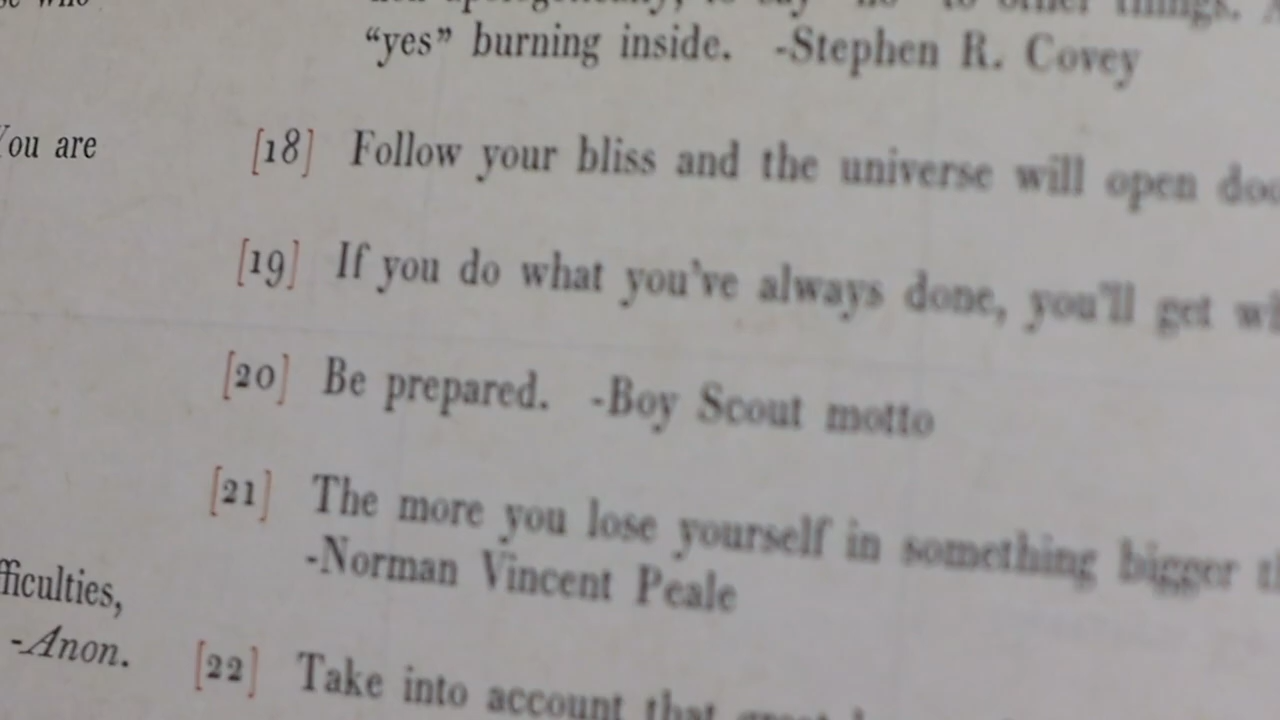 “yes” burning inside. -Stephen R. Covey
You are
[18] Follow your bliss and the universe will open
[19] If you do what you've always done, you'll get
[20] Be prepared. -Boy Scout motto
[21] The more you lose yourself in something bigger
-Norman Vincent Peale
-Anon.
[22] Take into account that great